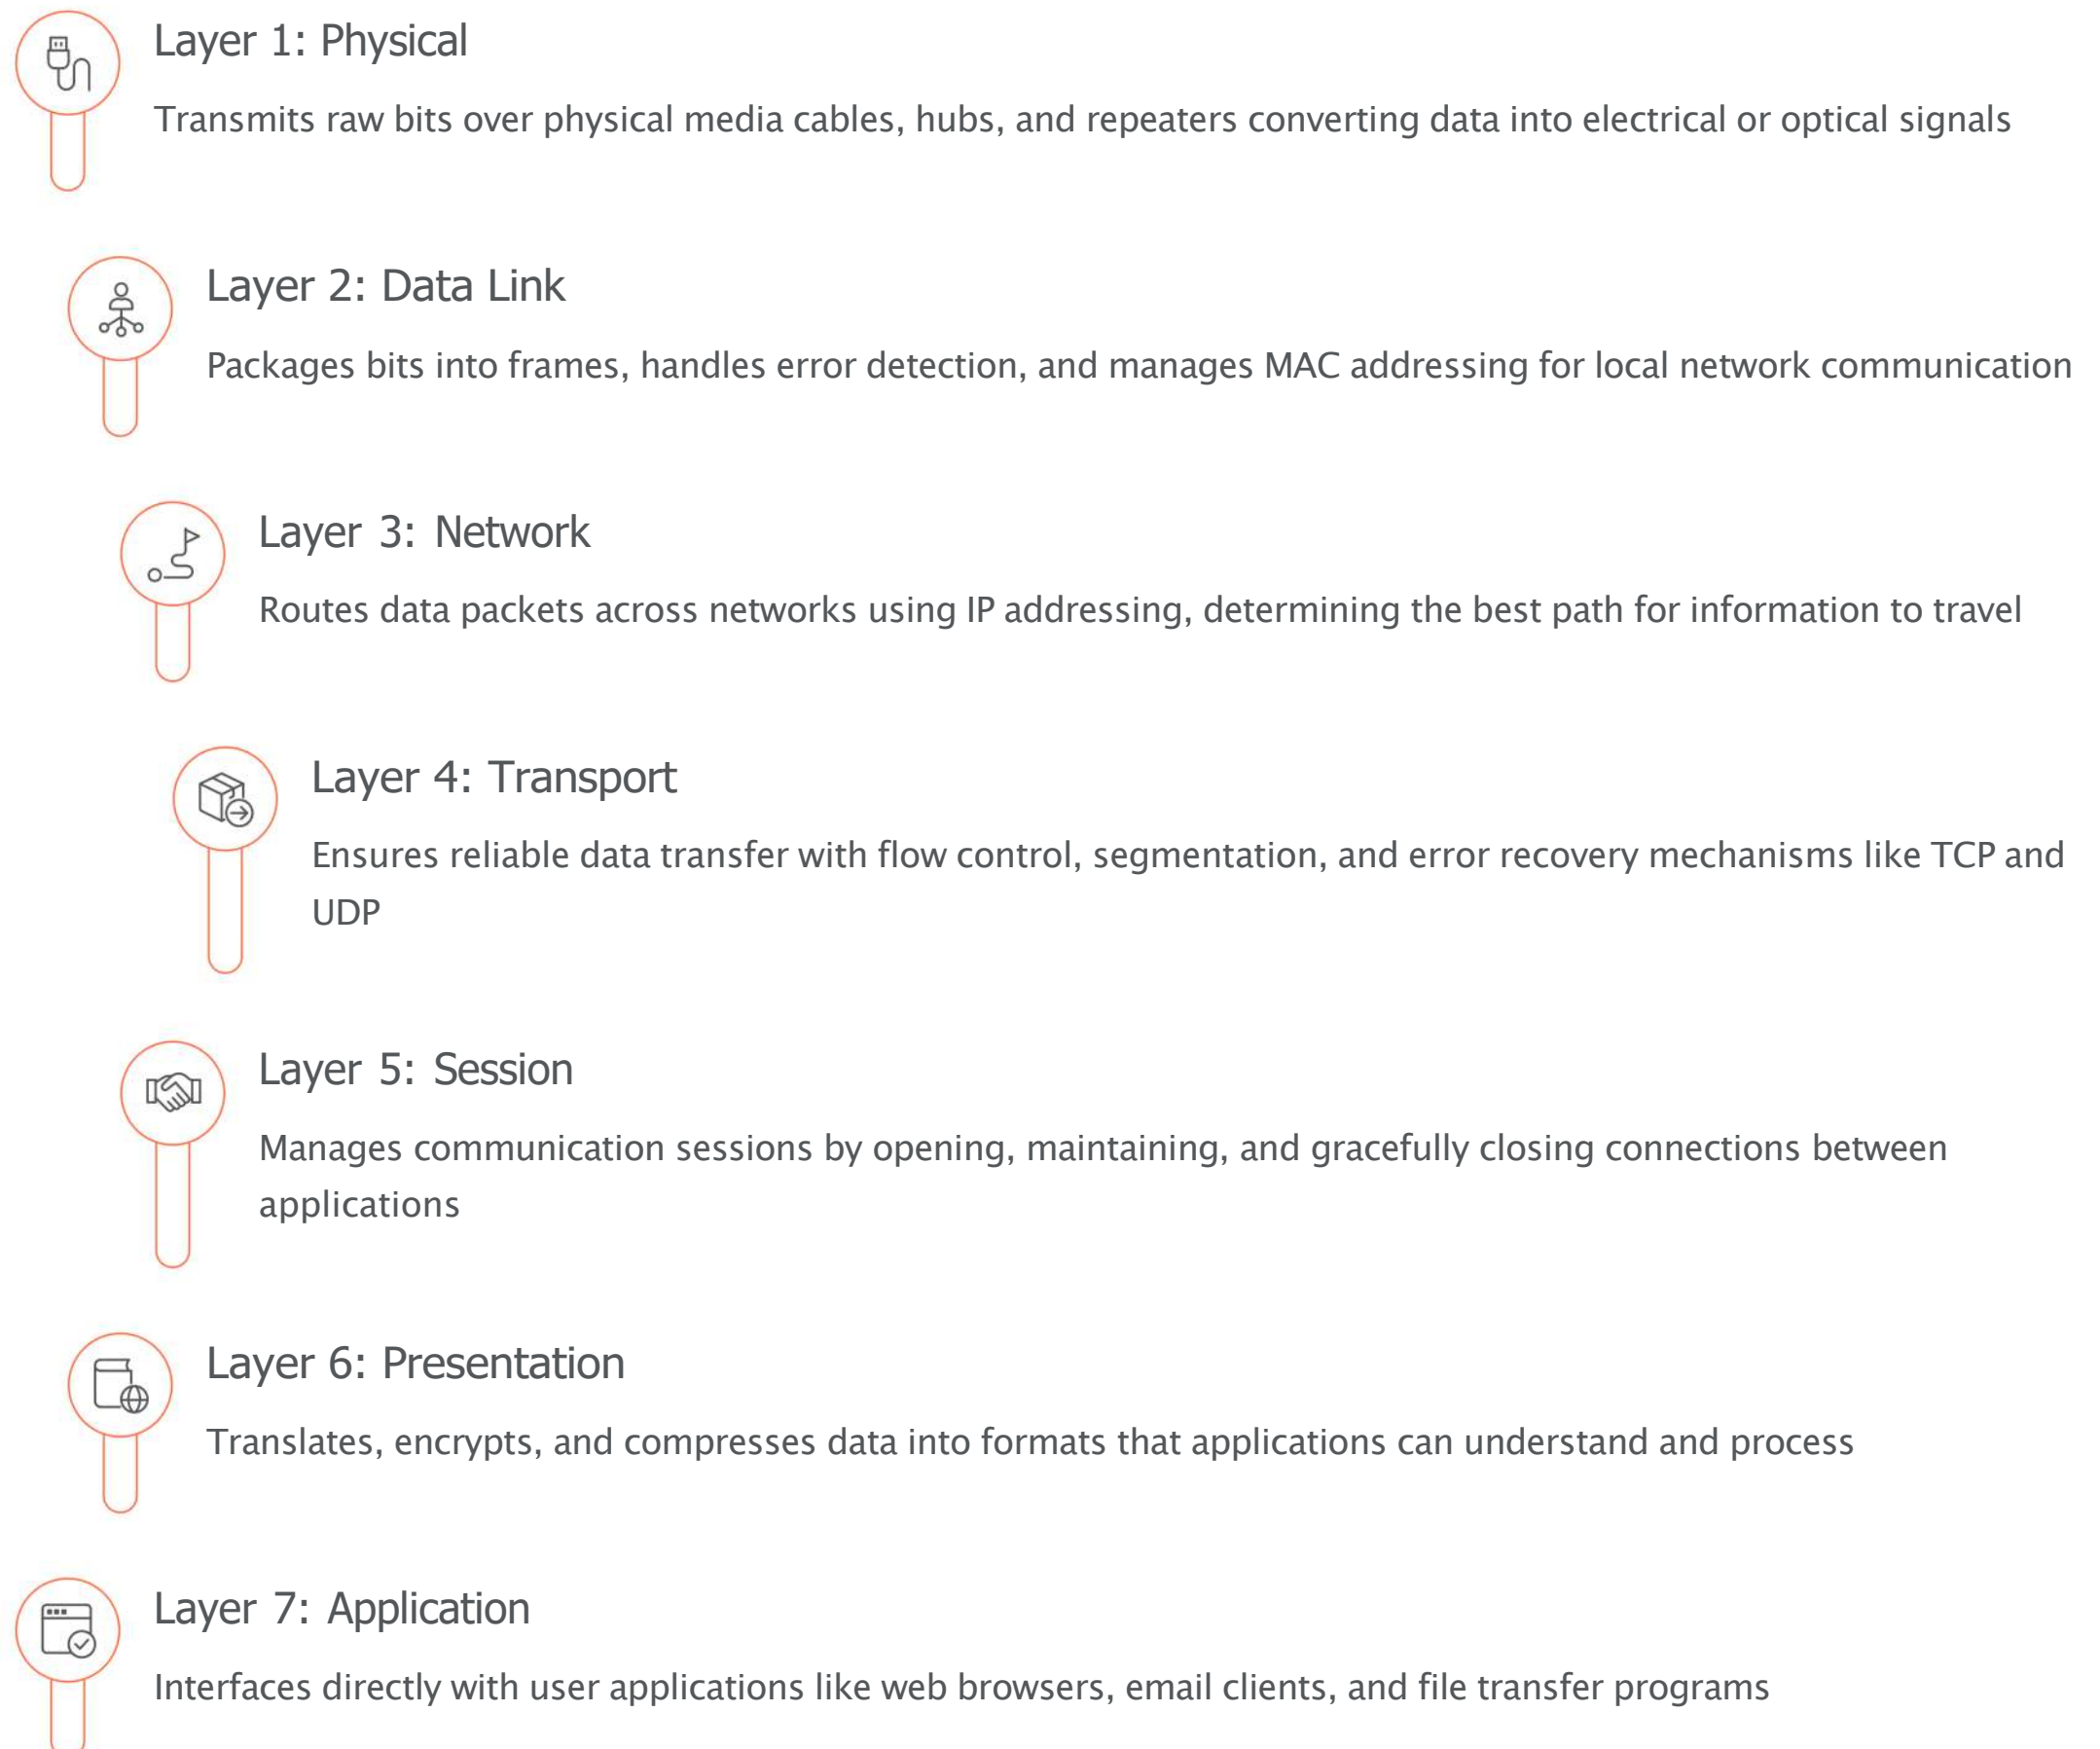 Layer 1: Physical
Transmits raw bits over physical media cables, hubs, and repeaters converting data into electrical or optical signals
Layer 2: Data Link
Packages bits into frames, handles error detection, and manages MAC addressing for local network communication
Layer 3: Network
Routes data packets across networks using IP addressing, determining the best path for information to travel
Layer 4: Transport
Ensures reliable data transfer with flow control, segmentation, and error recovery mechanisms like TCP and
UDP
Layer 5: Session
Manages communication sessions by opening, maintaining, and gracefully closing connections between
applications
Layer 6: Presentation
Translates, encrypts, and compresses data into formats that applications can understand and process
Layer 7: Application
Interfaces directly with user applications like web browsers, email clients, and file transfer programs